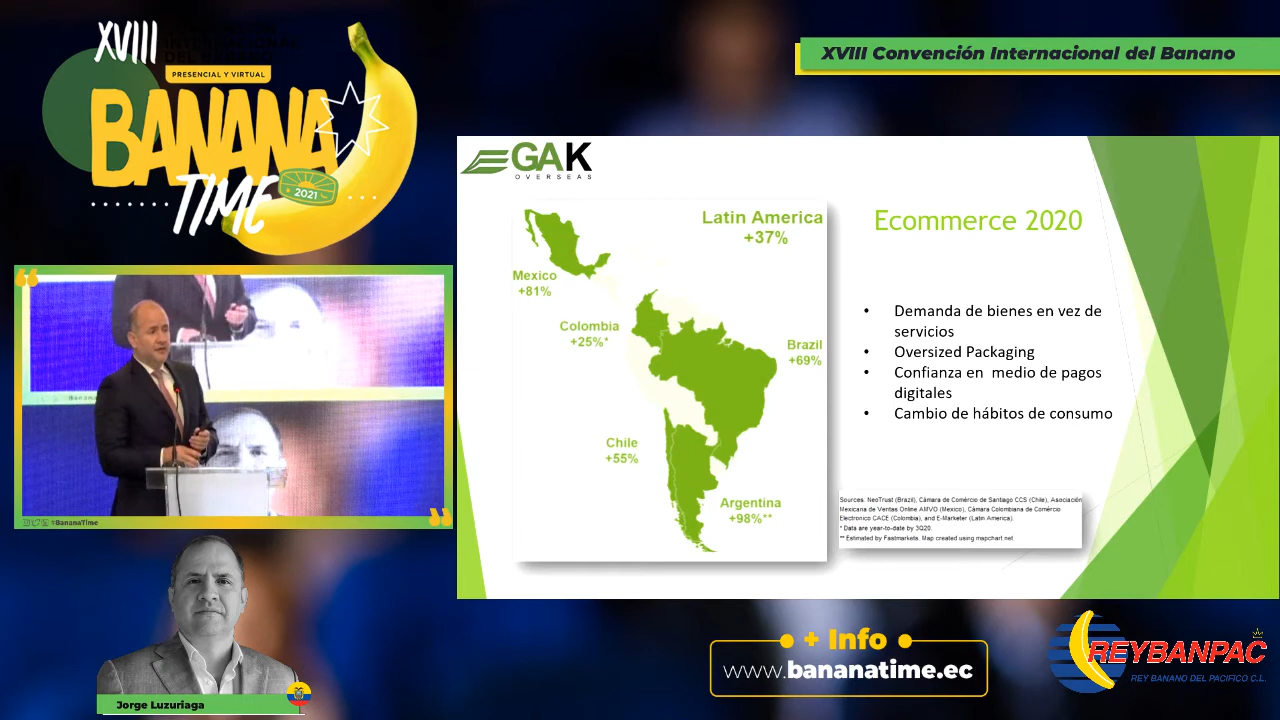 XVIII
INTERNACIONAL
DEL BANANO
PRESENCIAL Y VIRTUAL
BANANA
TIME
2021
XVIII Convención Internacional del Banano
GAK
OVERSEAS
Latin America
+37%
Mexico
+81%
Colombia
+25%*
Brazil
+69%
Chile
+55%
Argentina
+98%**
Ecommerce 2020
• Demanda de bienes en vez de
servicios
• Oversized Packaging
• Confianza en medio de pagos
digitales
• Cambio de hábitos de consumo
Sources: NeoTrust (Brazil), Cámara de Comercio de Santiago CCS (Chile), Asociación
Mexicana de Ventas Online AMVO (Mexico), Cámara Colombiana de Comércio
Electronico CACE (Colombia), and E-Marketer (Latin America).
* Data are year-to-date by 3Q20.
** Estimated by Fastmarkets. Map created using mapchart.net
#BananaTime
Jorge Luzuriaga
+ Info
www.bananatime.ec
REYBANPAC
REY BANANO DEL PACIFICO C.L.